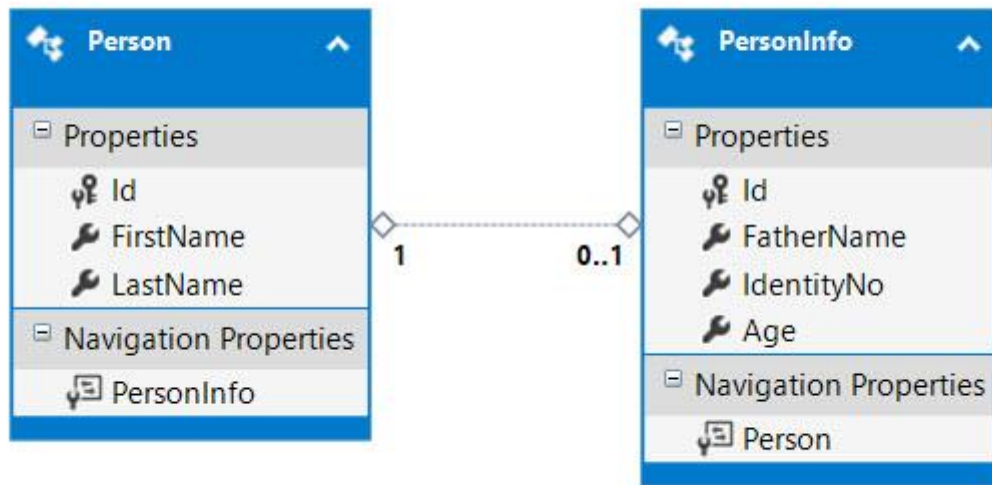 Person
Properties
Id
FirstName
LastName
Navigation Properties
PersonInfo
1
0..1
PersonInfo
Properties
Id
FatherName
IdentityNo
Age
Navigation Properties
Person